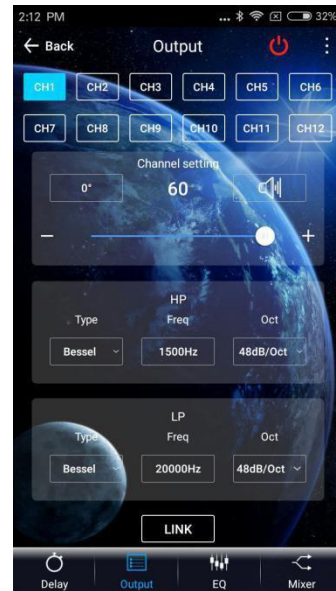 2:12 PM ... 32%
← Back Output
CH1 CH2 CH3 CH4 CH5 CH6
CH7 CH8 CH9 CH10 CH11 CH12
Channel setting
0° 60
− +
HP
Type Freq Oct
Bessel 1500Hz 48dB/Oct
LP
Type Freq Oct
Bessel 20000Hz 48dB/Oct
LINK
Delay Output EQ Mixer